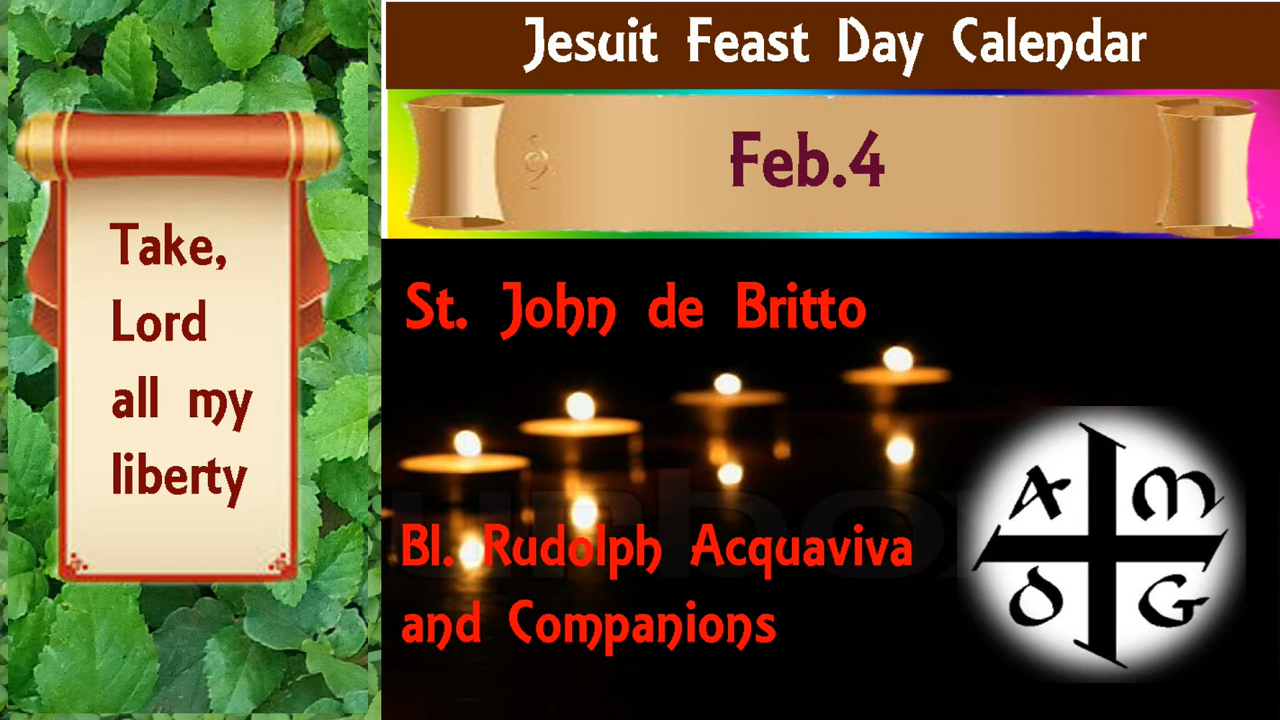 Jesuit Feast Day Calendar
Feb.4
Take,
Lord
all my
liberty
St. John de Britto
Bl. Rudolph Acquaviva
and Companions
A M
D G